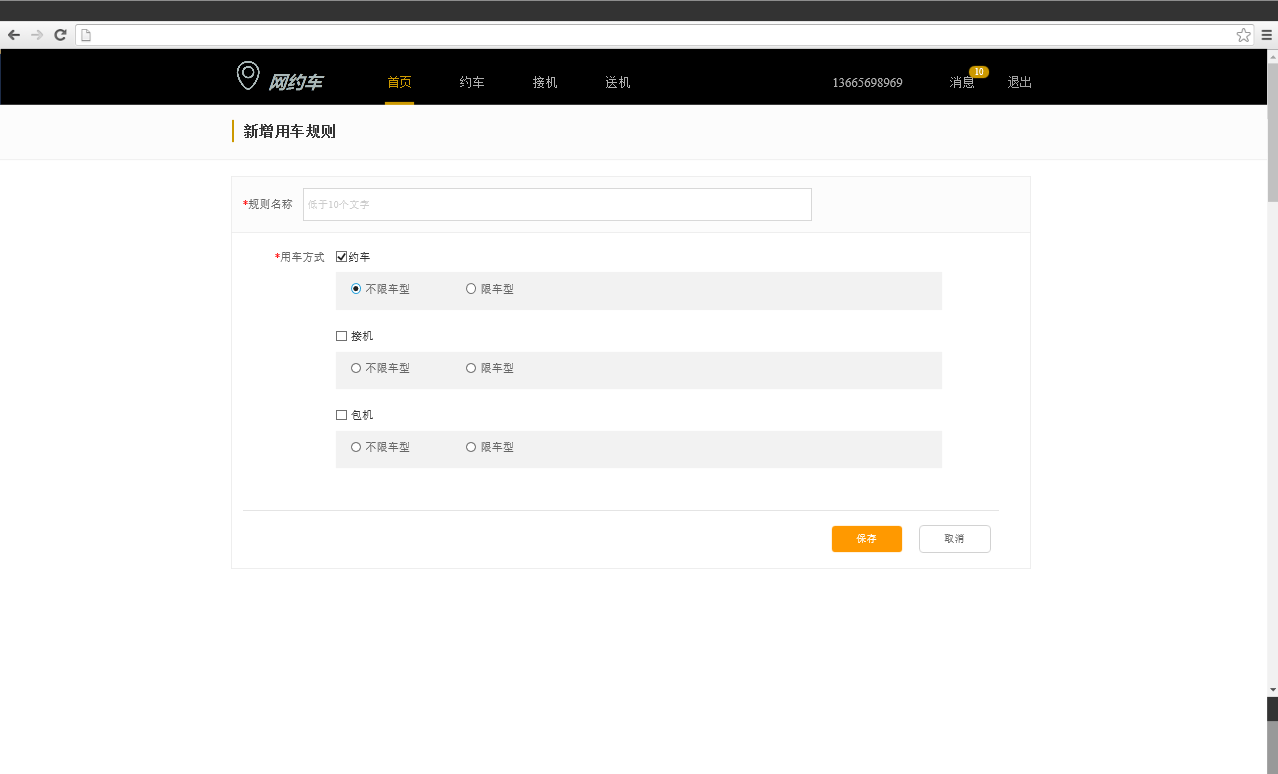 网约车 首页 约车 接机 送机 13665698969 消息 10 退出
新增用车规则
*规则名称 低于10个文字
*用车方式 约车
不限车型 限车型
接机
不限车型 限车型
包机
不限车型 限车型
保存 取消